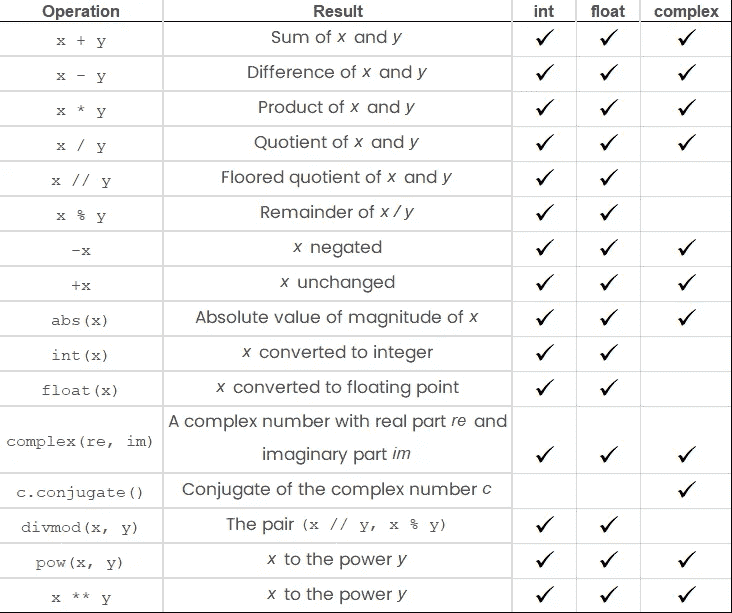 Operation Result int float complex
x + y Sum of x and y ✓ ✓ ✓
x - y Difference of x and y ✓ ✓ ✓
x * y Product of x and y ✓ ✓ ✓
x / y Quotient of x and y ✓ ✓ ✓
x // y Floored quotient of x and y ✓ ✓
x % y Remainder of x / y ✓ ✓
-x x negated ✓ ✓ ✓
+x x unchanged ✓ ✓ ✓
abs(x) Absolute value of magnitude of x ✓ ✓ ✓
int(x) x converted to integer ✓ ✓
float(x) x converted to floating point ✓ ✓
complex(re, im) A complex number with real part re and
imaginary part im ✓ ✓ ✓
c.conjugate() Conjugate of the complex number c ✓
divmod(x, y) The pair (x // y, x % y) ✓ ✓
pow(x, y) x to the power y ✓ ✓ ✓
x ** y x to the power y ✓ ✓ ✓